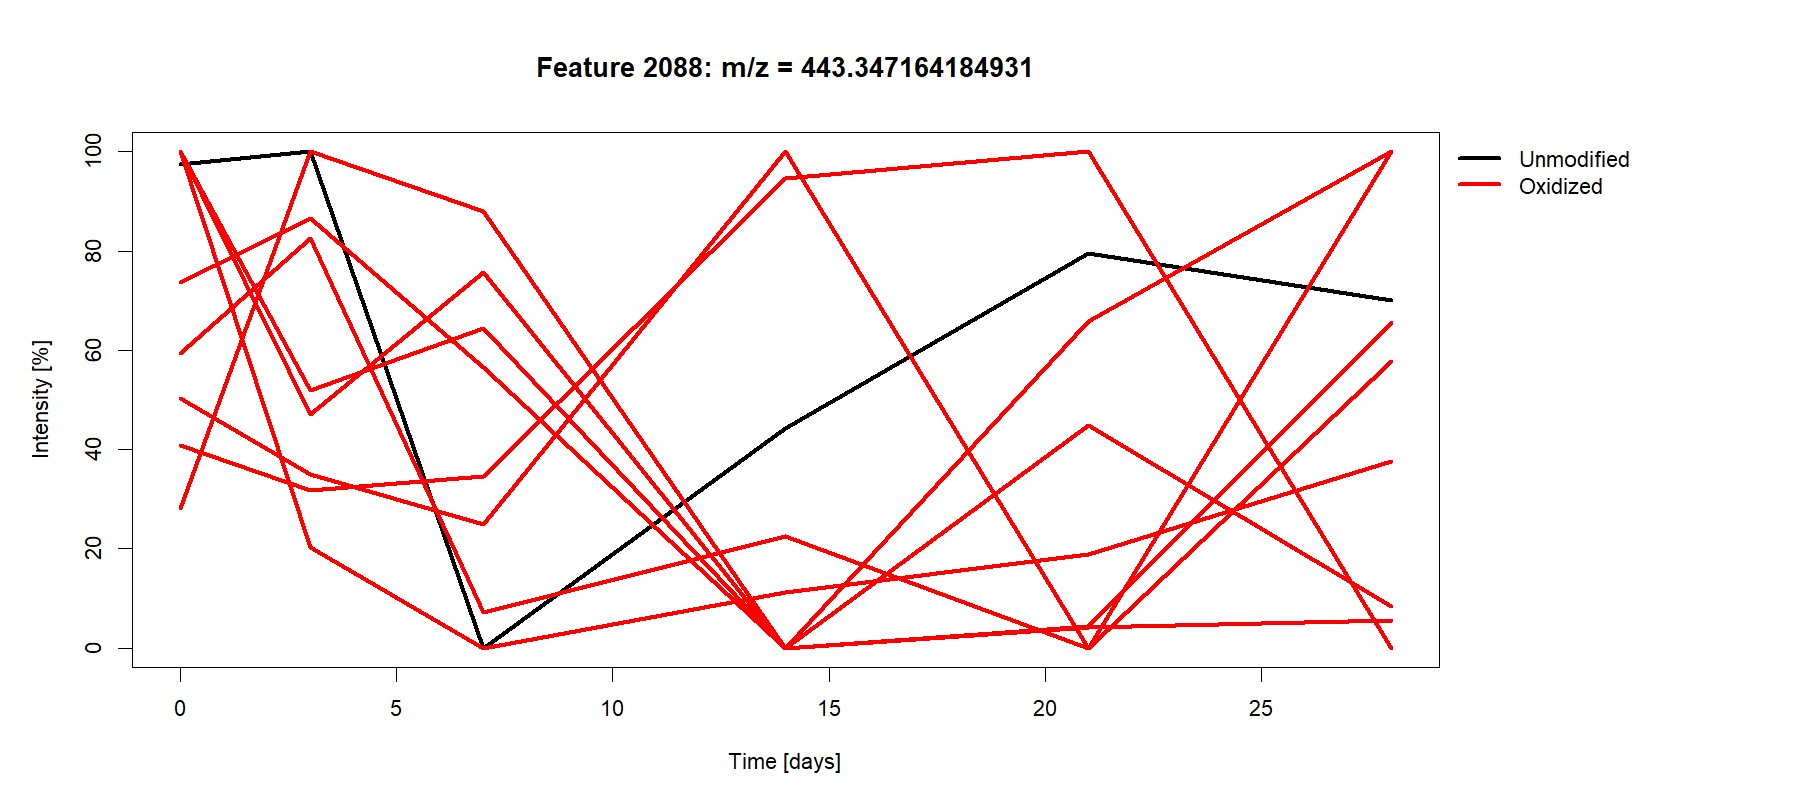 Feature 2088: m/z = 443.347164184931
Unmodified
Oxidized
Intensity [%]
100
80
60
40
20
0
0 5 10 15 20 25
Time [days]